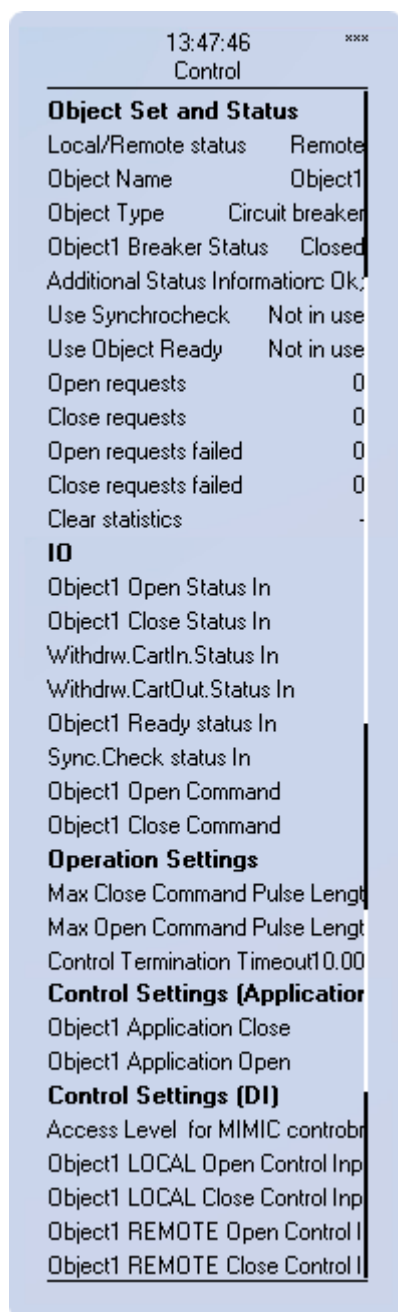 13:47:46 ***
Control
Object Set and Status
Local/Remote status Remote
Object Name Object1
Object Type Circuit breaker
Object1 Breaker Status Closed
Additional Status Information: Ok;
Use Synchrocheck Not in use
Use Object Ready Not in use
Open requests 0
Close requests 0
Open requests failed 0
Close requests failed 0
Clear statistics -
IO
Object1 Open Status In
Object1 Close Status In
Withdrw.CartIn.Status In
Withdrw.CartOut.Status In
Object1 Ready status In
Sync.Check status In
Object1 Open Command
Object1 Close Command
Operation Settings
Max Close Command Pulse Lengt
Max Open Command Pulse Lengt
Control Termination Timeout10.00
Control Settings (Application
Object1 Application Close
Object1 Application Open
Control Settings (DI)
Access Level for MIMIC
Object1 LOCAL Open Control Inp
Object1 LOCAL Close Control Inp
Object1 REMOTE Open Control I
Object1 REMOTE Close Control I